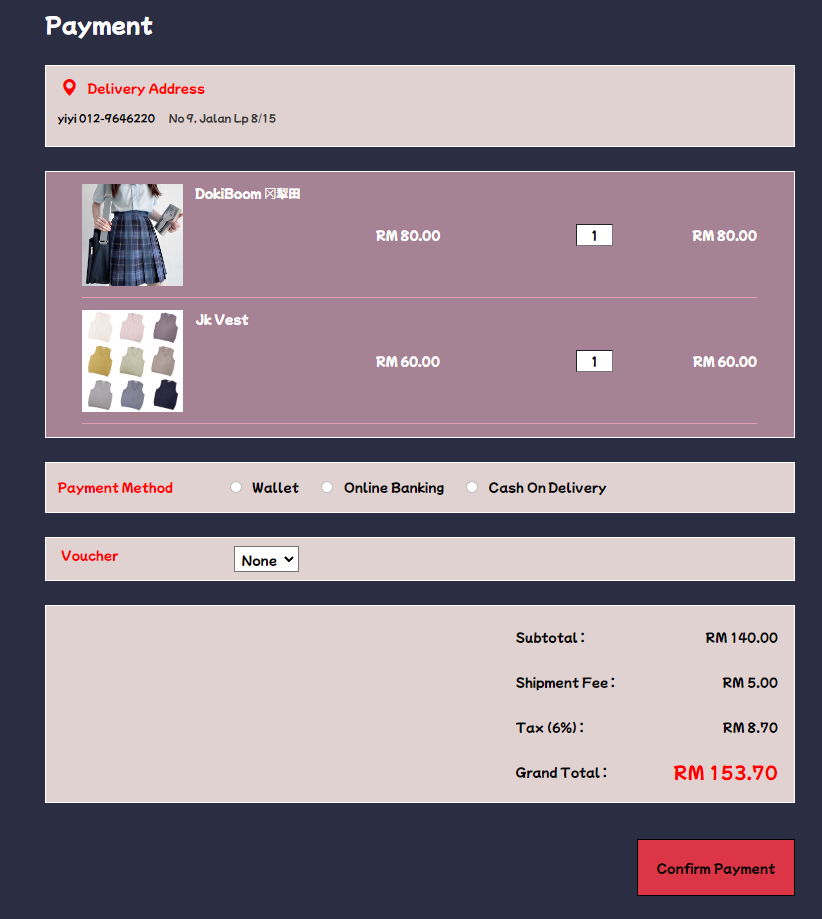 Payment
Delivery Address
yiyi 012-9646220 No 9, Jalan Lp 8/15
DokiBoom 冈犁田
RM 80.00 1 RM 80.00
Jk Vest
RM 60.00 1 RM 60.00
Payment Method Wallet Online Banking Cash On Delivery
Voucher None
Subtotal : RM 140.00
Shipment Fee : RM 5.00
Tax (6%) : RM 8.70
Grand Total : RM 153.70
Confirm Payment